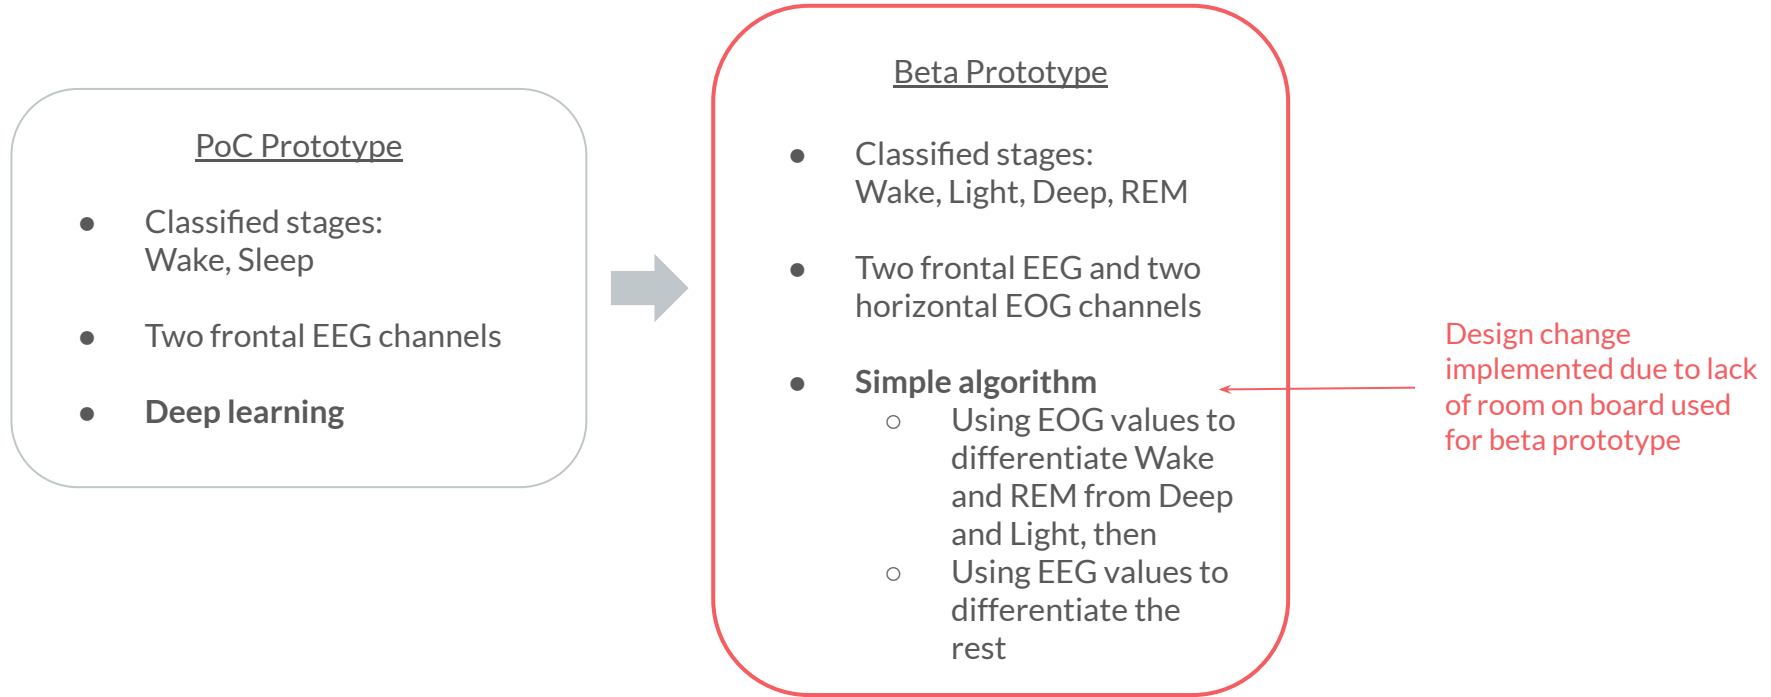 PoC Prototype
● Classified stages:
Wake, Sleep
● Two frontal EEG channels
● Deep learning
Beta Prototype
● Classified stages:
Wake, Light, Deep, REM
● Two frontal EEG and two
horizontal EOG channels
● Simple algorithm
○ Using EOG values to
differentiate Wake
and REM from Deep
and Light, then
○ Using EEG values to
differentiate the
rest
Design change
implemented due to lack
of room on board used
for beta prototype